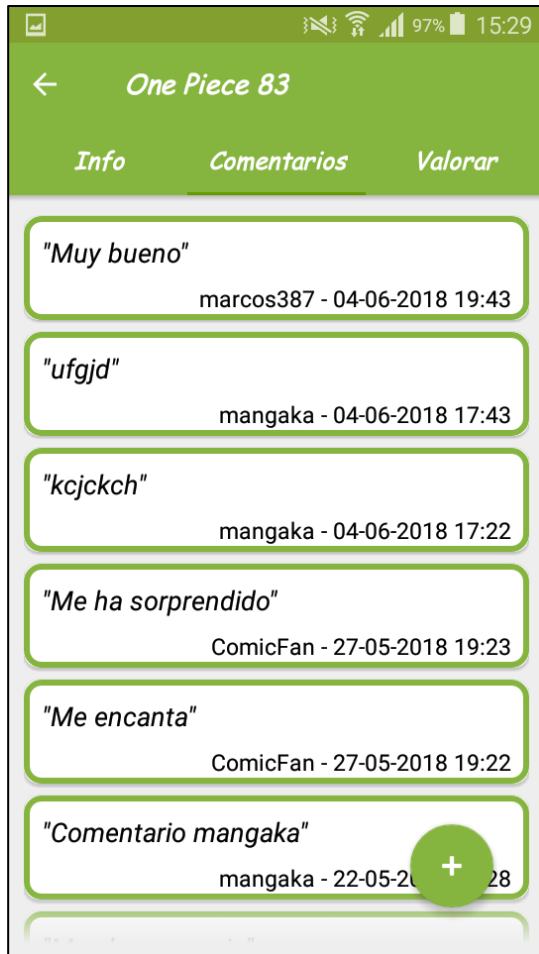 97% 15:29
One Piece 83
Info Comentarios Valorar
"Muy bueno"
marcos387 - 04-06-2018 19:43
"ufgjd"
mangaka - 04-06-2018 17:43
"kcjckch"
mangaka - 04-06-2018 17:22
"Me ha sorprendido"
ComicFan - 27-05-2018 19:23
"Me encanta"
ComicFan - 27-05-2018 19:22
"Comentario mangaka"
mangaka - 22-05-20 28
+